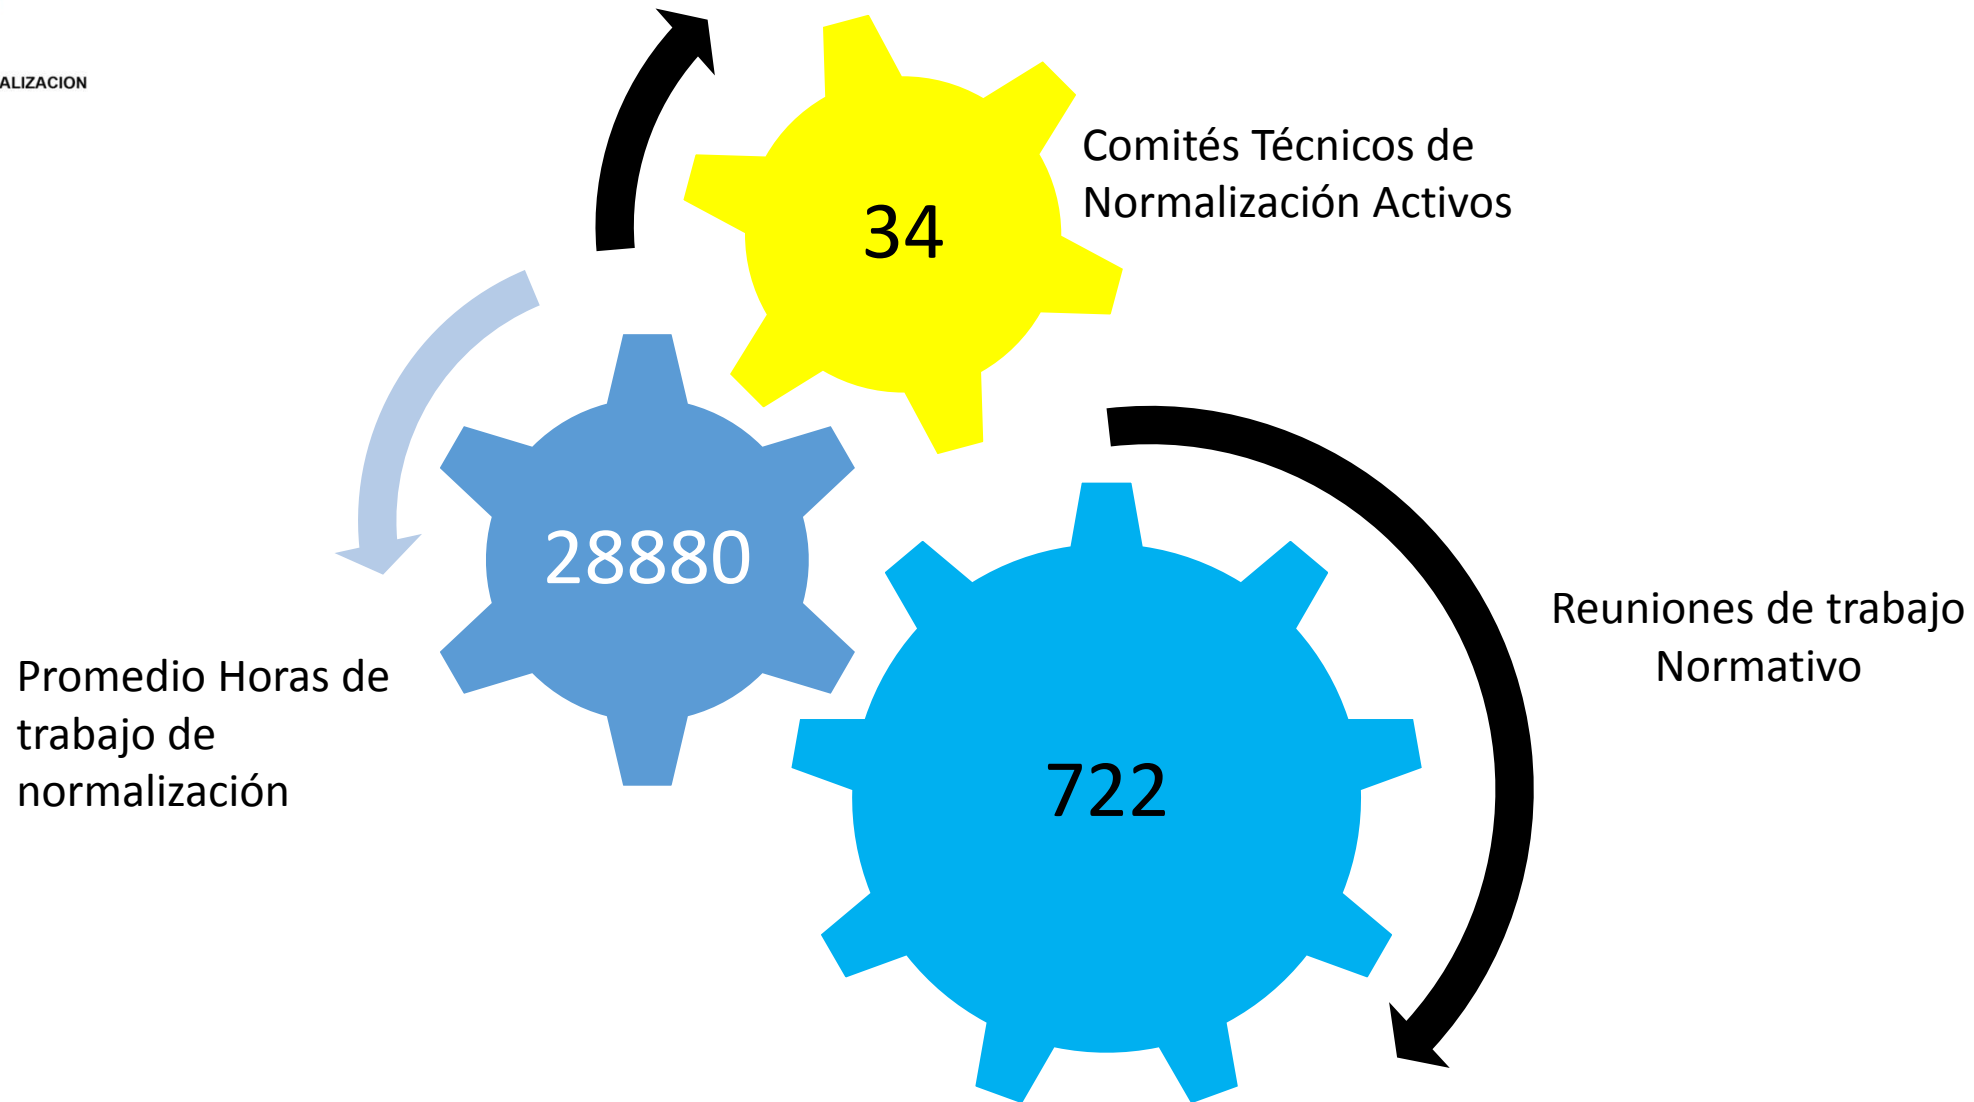 ALIZACION
Comités Técnicos de
Normalización Activos
34
28880
Promedio Horas de
trabajo de
normalización
722
Reuniones de trabajo
Normativo